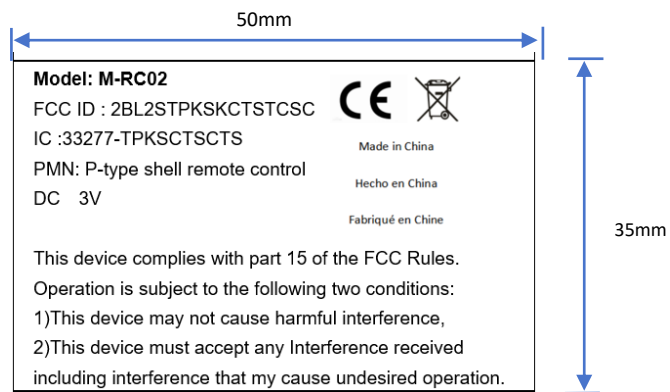 50mm
Model: M-RC02
FCC ID : 2BL2STPKSKCTSTCSC
IC :33277-TPKSCTSCTS
PMN: P-type shell remote control
DC 3V
CE
Made in China
Hecho en China
Fabriqué en Chine
35mm
This device complies with part 15 of the FCC Rules.
Operation is subject to the following two conditions:
1)This device may not cause harmful interference,
2)This device must accept any Interference received
including interference that my cause undesired operation.